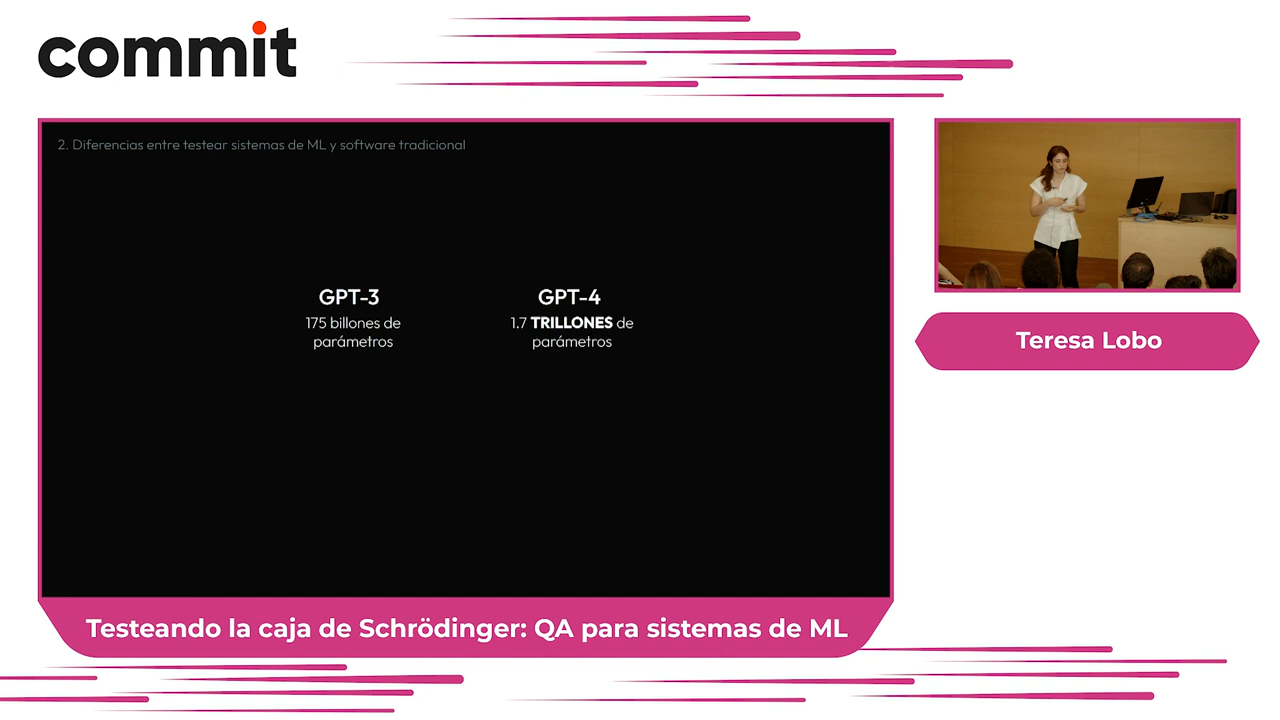 commit
2. Diferencias entre testear sistemas de ML y software tradicional
GPT-3
175 billones de
parámetros
GPT-4
1.7 TRILLONES de
parámetros
Teresa Lobo
Testeando la caja de Schrödinger: QA para sistemas de ML